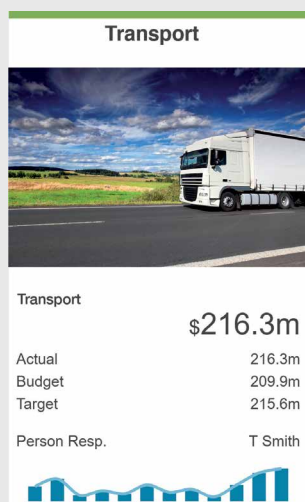 Transport
Transport
$216.3m
Actual 216.3m
Budget 209.9m
Target 215.6m
Person Resp. T Smith